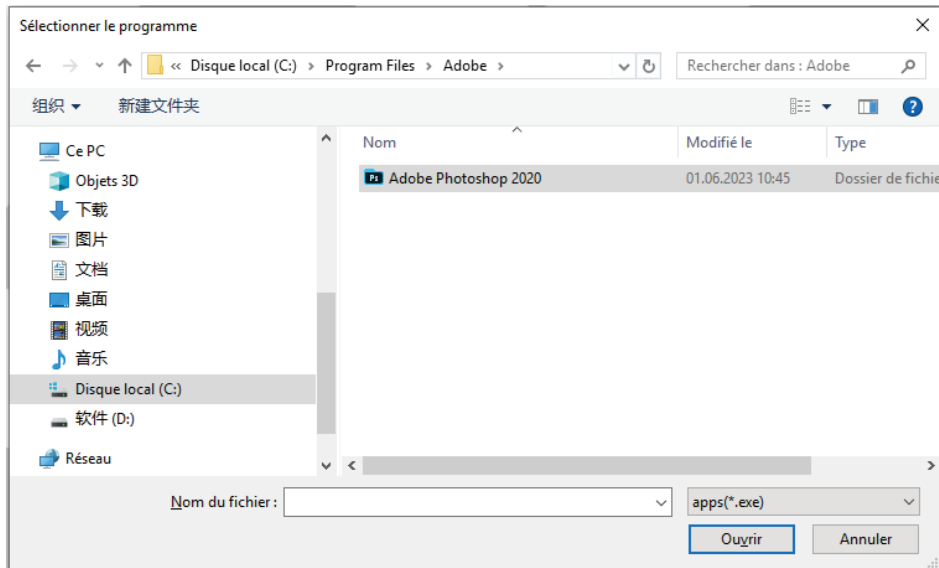 Sélectionner le programme
« Disque local (C:) > Program Files > Adobe >
Rechercher dans : Adobe
组织
新建文件夹
Ce PC
Objets 3D
下载
图片
文档
桌面
视频
音乐
Disque local (C:)
软件 (D:)
Réseau
Nom Modifié le Type
Ps Adobe Photoshop 2020 01.06.2023 10:45 Dossier de fichie
Nom du fichier :
apps(*.exe)
Ouvrir Annuler